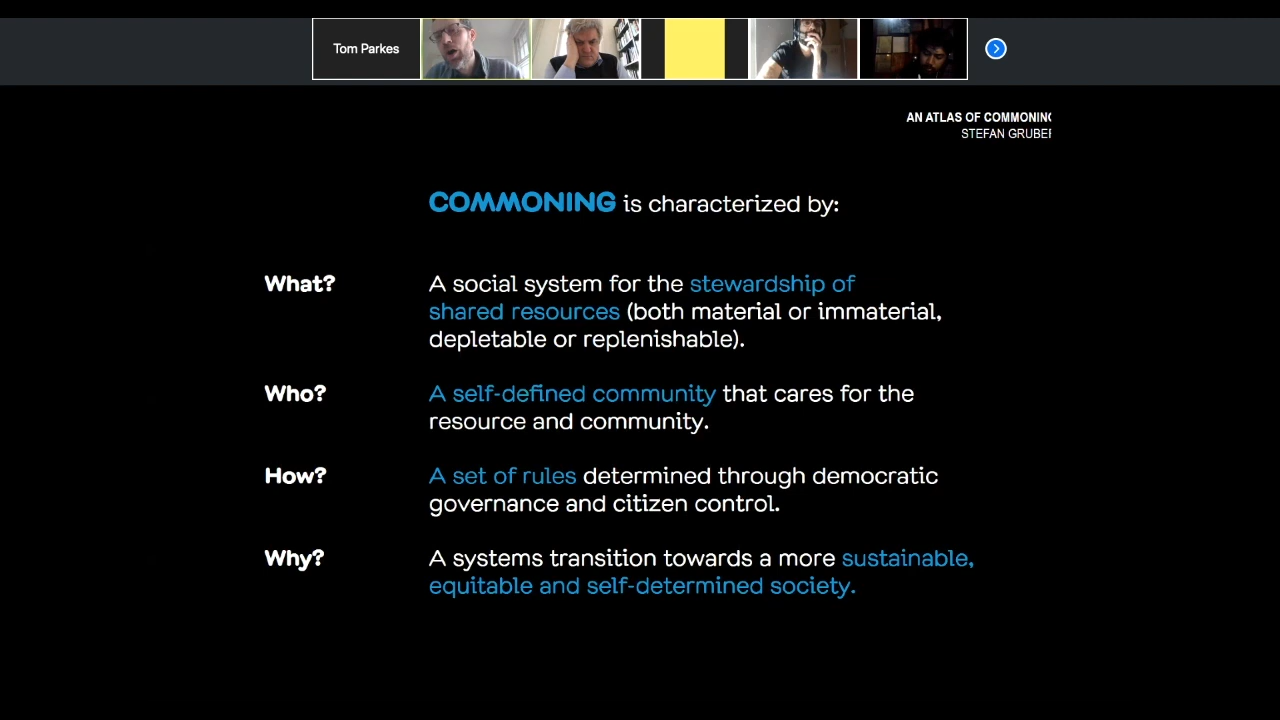 Tom Parkes
AN ATLAS OF COMMONING
STEFAN GRUBER
COMMONING is characterized by:
What?
A social system for the stewardship of
shared resources (both material or immaterial,
depletable or replenishable).
Who?
A self-defined community that cares for the
resource and community.
How?
A set of rules determined through democratic
governance and citizen control.
Why?
A systems transition towards a more sustainable,
equitable and self-determined society.